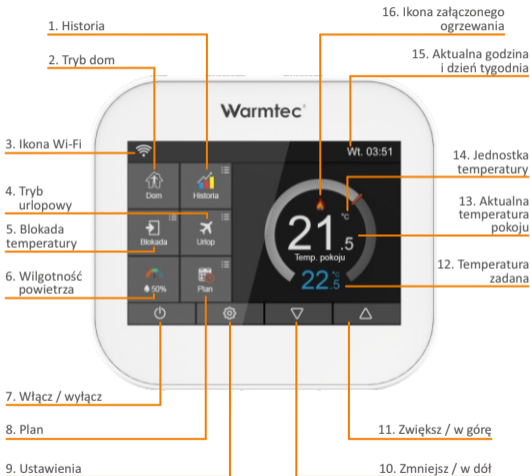 1. Historia
2. Tryb dom
3. Ikona Wi-Fi
4. Tryb
urlopowy
5. Blokada
temperatury
6. Wilgotność
powietrza
7. Włącz / wyłącz
8. Plan
9. Ustawienia
16. Ikona załączonego
ogrzewania
15. Aktualna godzina
i dzień tygodnia
14. Jednostka
temperatury
13. Aktualna
temperatura
pokoju
12. Temperatura
zadana
11. Zwiększ / w górę
10. Zmniejsz / w dół
Warmtec
Wt. 03:51
Dom
Historia
Blokada
Urlop
50%
Plan
°C
21.5
Temp. pokoju
22.5
°C